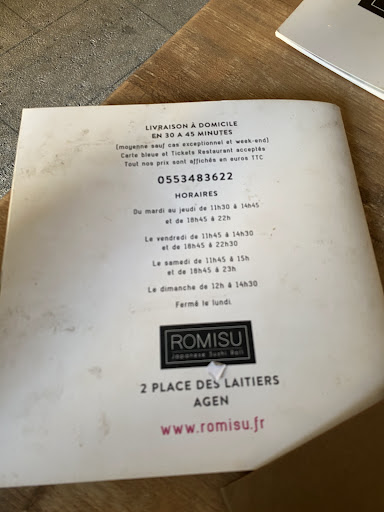 LIVRAISON À DOMICILE
EN 30 A 45 MINUTES
(moyenne sauf cas exceptionnel et week-end)
Carte bleue et Tickets Restaurant acceptés
Tout nos prix sont affichés en euros TTC
0553483622
HORAIRES
Du mardi au jeudi de 11h30 à 14h45
et de 18h45 à 22h
Le vendredi de 11h45 à 14h30
et de 18h45 à 22h30
Le samedi de 11h45 à 15h
et de 18h45 à 23h
Le dimanche de 12h à 14h30
Fermé le lundi
ROMISU
Japanese Sushi Roll
2 PLACE DES LAITIERS
AGEN
www.romisu.fr